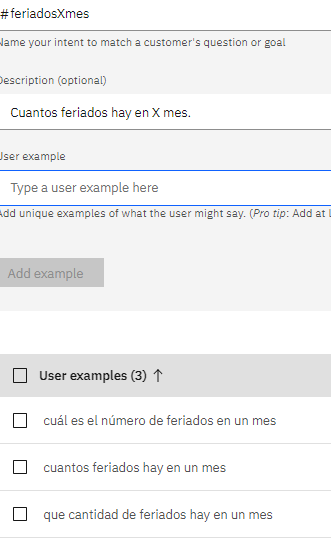 #feriadosXmes
Name your intent to match a customer's question or goal
Description (optional)
Cuantos feriados hay en X mes.
User example
Type a user example here
Add unique examples of what the user might say. (Pro tip: Add at l
Add example
User examples (3) ↑
cuál es el número de feriados en un mes
cuantos feriados hay en un mes
que cantidad de feriados hay en un mes